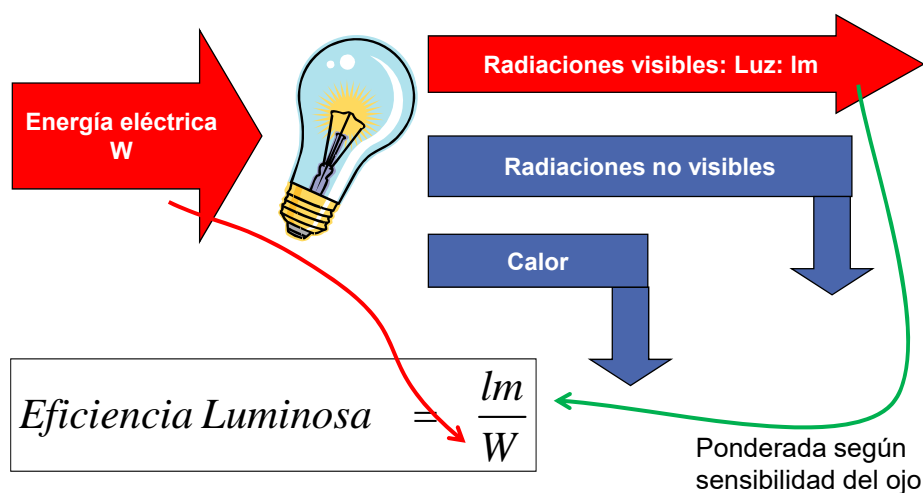 Radiaciones visibles: Luz: lm
Energía eléctrica
W
Radiaciones no visibles
Calor
Eficiencia Luminosa = lm
W
Ponderada según
sensibilidad del ojo